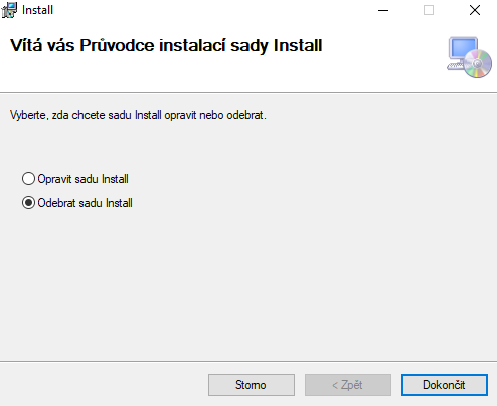 Install
Vítá vás Průvodce instalací sady Install
Vyberte, zda chcete sadu Install opravit nebo odebrat.
Opravit sadu Install
Odebrat sadu Install
Storno
< Zpět
Dokončit